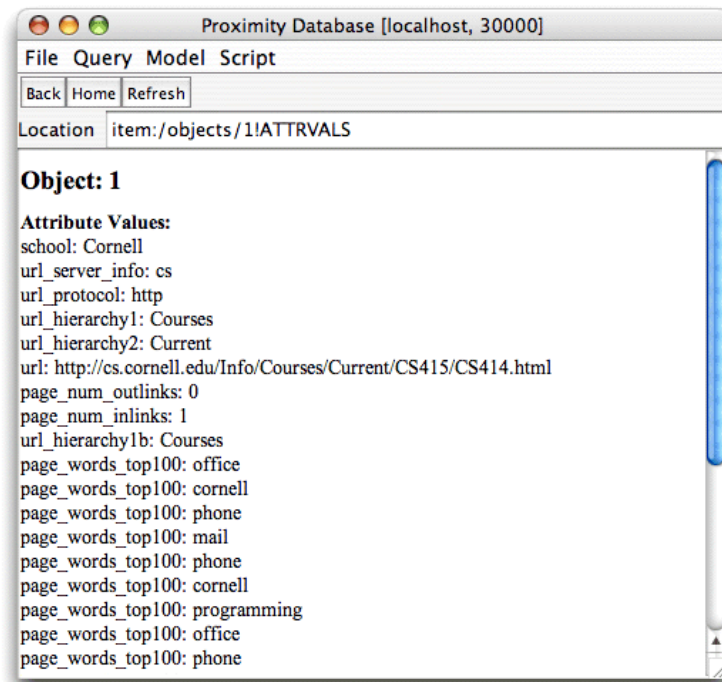 Proximity Database [localhost, 30000]
File Query Model Script
Back Home Refresh
Location item:/objects/1!ATTRVALS
Object: 1
Attribute Values:
school: Cornell
url_server_info: cs
url_protocol: http
url_hierarchy1: Courses
url_hierarchy2: Current
url: http://cs.cornell.edu/Info/Courses/Current/CS415/CS414.html
page_num_outlinks: 0
page_num_inlinks: 1
url_hierarchy1b: Courses
page_words_top100: office
page_words_top100: cornell
page_words_top100: phone
page_words_top100: mail
page_words_top100: phone
page_words_top100: cornell
page_words_top100: programming
page_words_top100: office
page_words_top100: phone